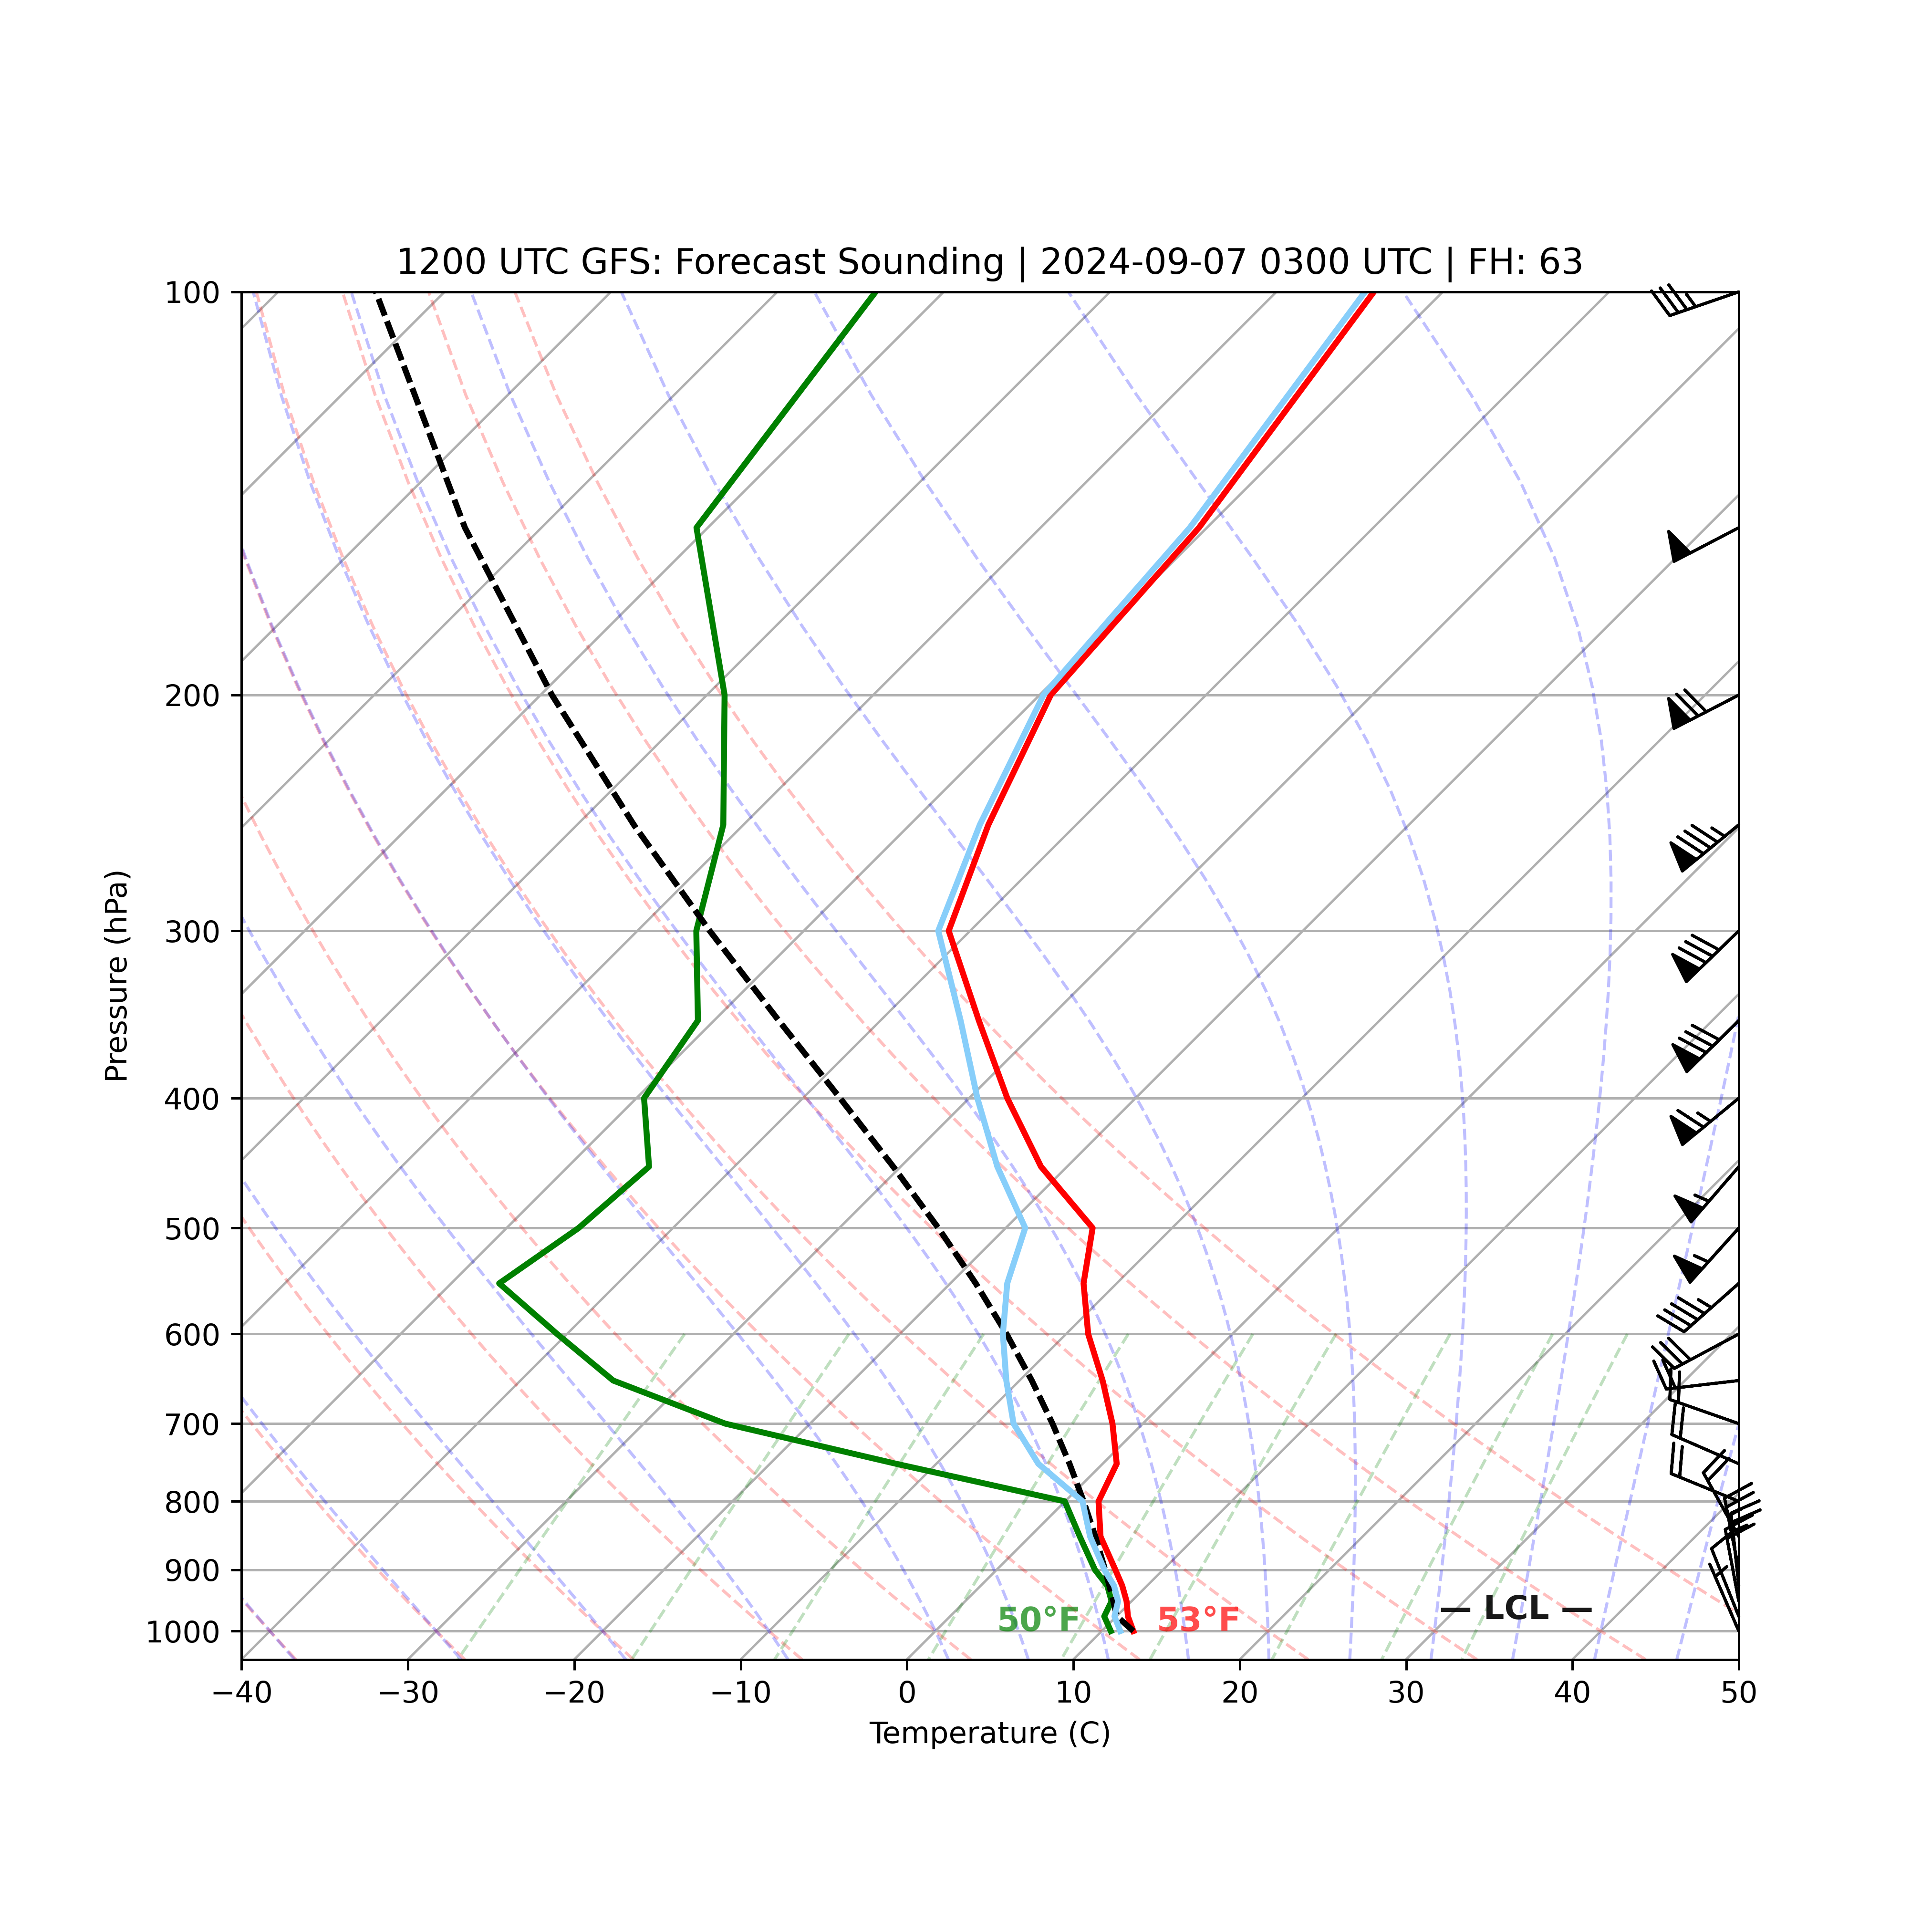 1200 UTC GFS: Forecast Sounding | 2024-09-07 0300 UTC | FH: 63
100
200
300
400
500
600
700
800
900
1000
Pressure (hPa)
50°F
53°F
— LCL —
−40 −30 −20 −10 0 10 20 30 40 50
Temperature (C)